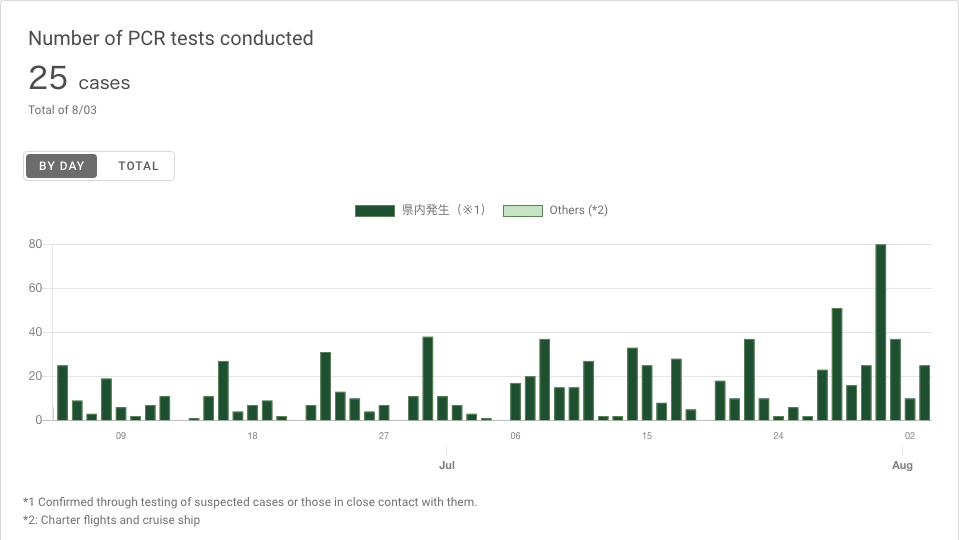 Number of PCR tests conducted
25 cases
Total of 8/03
BY DAY TOTAL
県内発生（※1） Others (*2)
80
60
40
20
0
09 18 27 06 15 24 02
Jul Aug
*1 Confirmed through testing of suspected cases or those in close contact with them.
*2: Charter flights and cruise ship